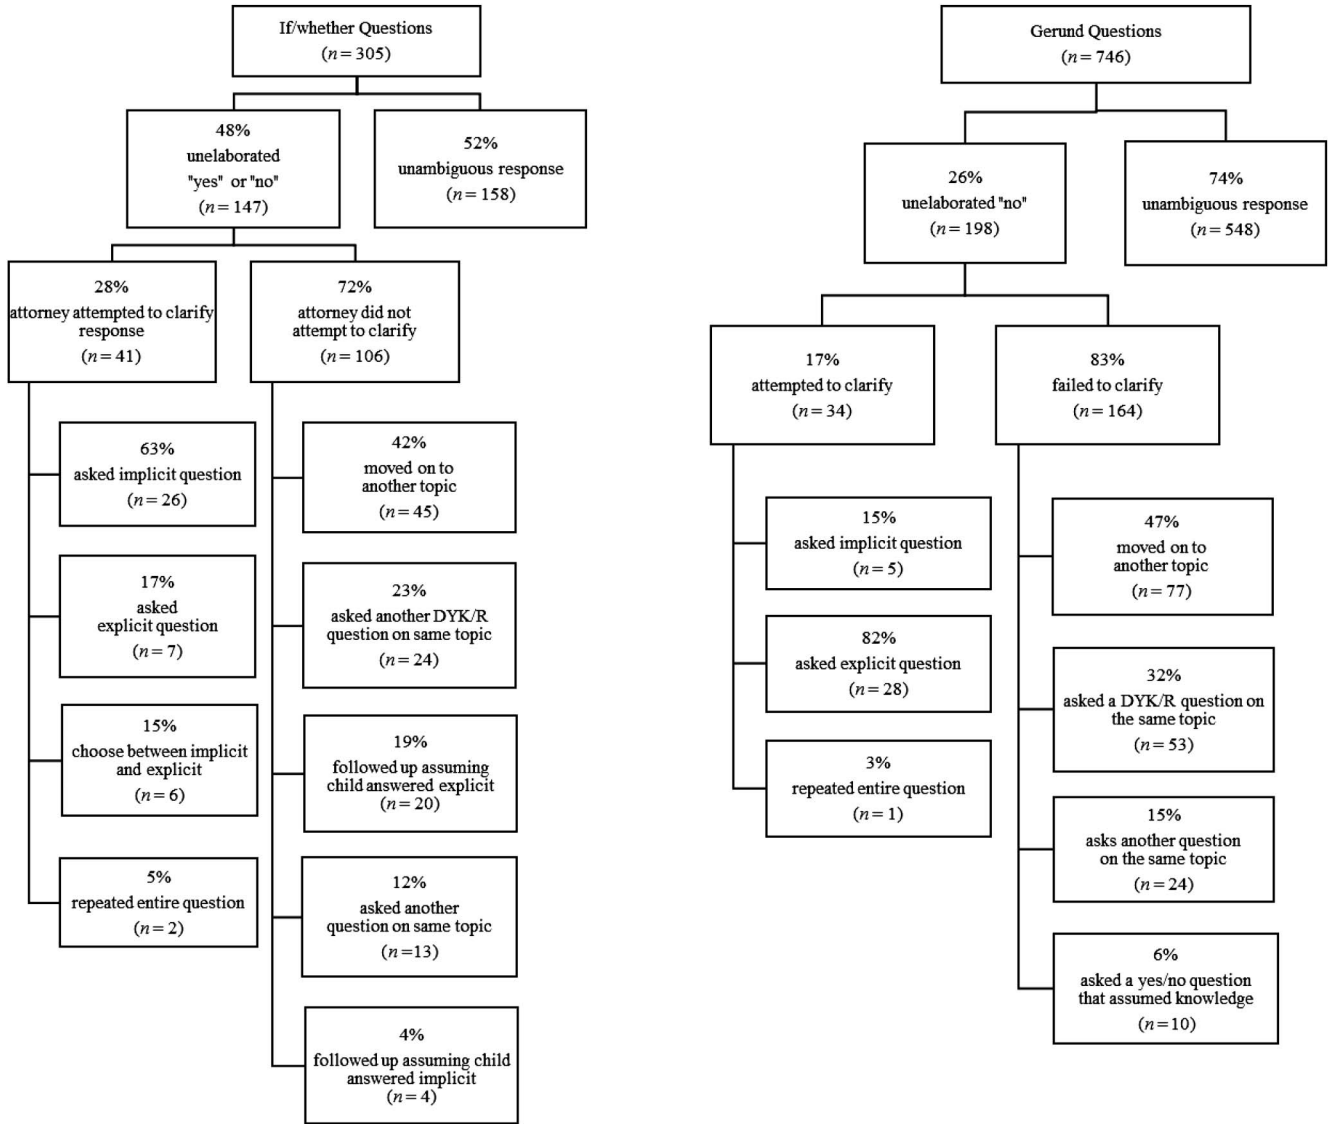 If/whether Questions
(n = 305)
48%
unelaborated
"yes" or "no"
(n = 147)
52%
unambiguous response
(n = 158)
28%
attorney attempted to clarify
response
(n = 41)
72%
attorney did not
attempt to clarify
(n = 106)
63%
asked implicit question
(n = 26)
17%
asked
explicit question
(n = 7)
15%
choose between implicit
and explicit
(n = 6)
5%
repeated entire question
(n = 2)
42%
moved on to
another topic
(n = 45)
23%
asked another DYK/R
question on same topic
(n = 24)
19%
followed up assuming
child answered explicit
(n = 20)
12%
asked another
question on same topic
(n =13)
4%
followed up assuming child
answered implicit
(n = 4)
Gerund Questions
(n = 746)
26%
unelaborated "no"
(n = 198)
74%
unambiguous response
(n = 548)
17%
attempted to clarify
(n = 34)
83%
failed to clarify
(n = 164)
15%
asked implicit question
(n = 5)
82%
asked explicit question
(n = 28)
3%
repeated entire question
(n = 1)
47%
moved on to
another topic
(n = 77)
32%
asked a DYK/R question on
the same topic
(n = 53)
15%
asks another question
on the same topic
(n = 24)
6%
asked a yes/no question
that assumed knowledge
(n = 10)